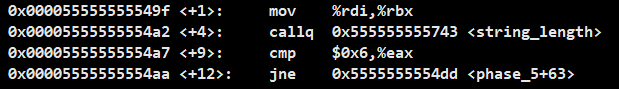 0x000055555555549f <+1>: mov %rdi,%rbx
0x00005555555554a2 <+4>: callq 0x555555555743 <string_length>
0x00005555555554a7 <+9>: cmp $0x6,%eax
0x00005555555554aa <+12>: jne 0x5555555554dd <phase_5+63>